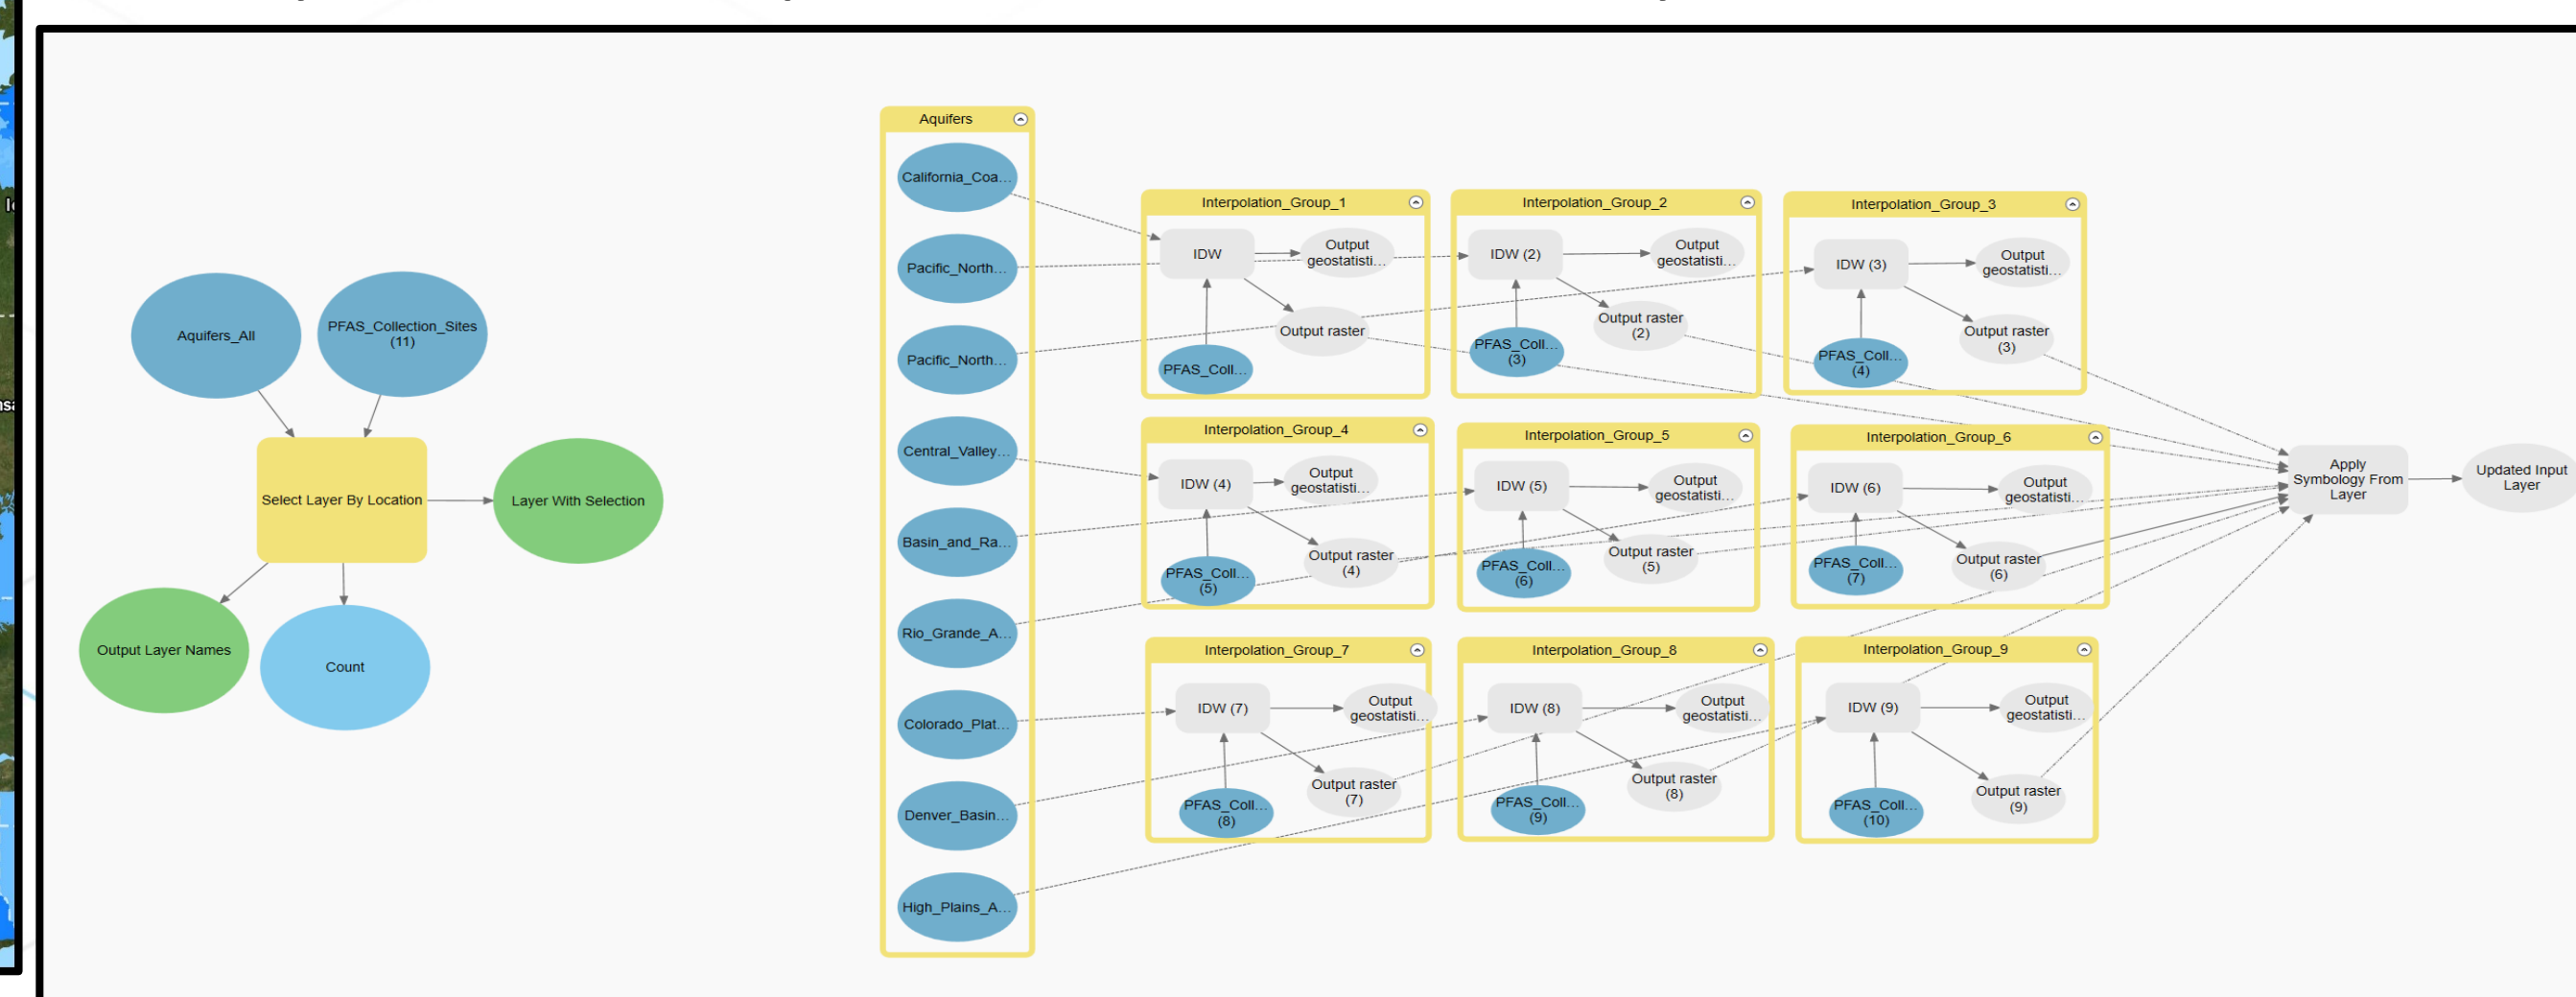 Aquifers_All
PFAS_Collection_Sites
(11)
Select Layer By Location
Layer With Selection
Output Layer Names
Count
Aquifers
California_Coa...
Pacific_North...
Pacific_North...
Central_Valley...
Basin_and_Ra...
Rio_Grande_A...
Colorado_Plat...
Denver_Basin...
High_Plains_A...
Interpolation_Group_1
IDW
Output
geostatisti...
Output raster
PFAS_Coll...
Interpolation_Group_2
IDW (2)
Output
geostatisti...
Output raster
(2)
PFAS_Coll...
(3)
Interpolation_Group_3
IDW (3)
Output
geostatisti...
Output raster
(3)
PFAS_Coll...
(4)
Interpolation_Group_4
IDW (4)
Output
geostatisti...
Output raster
(4)
PFAS_Coll...
(5)
Interpolation_Group_5
IDW (5)
Output
geostatisti...
Output raster
(5)
PFAS_Coll...
(6)
Interpolation_Group_6
IDW (6)
Output
geostatisti...
Output raster
(6)
PFAS_Coll...
(7)
Interpolation_Group_7
IDW (7)
Output
geostatisti...
Output raster
(7)
PFAS_Coll...
(8)
Interpolation_Group_8
IDW (8)
Output
geostatisti...
Output raster
(8)
PFAS_Coll...
(9)
Interpolation_Group_9
IDW (9)
Output
geostatisti...
Output raster
(9)
PFAS_Coll...
(10)
Apply
Symbology From
Layer
Updated Input
Layer